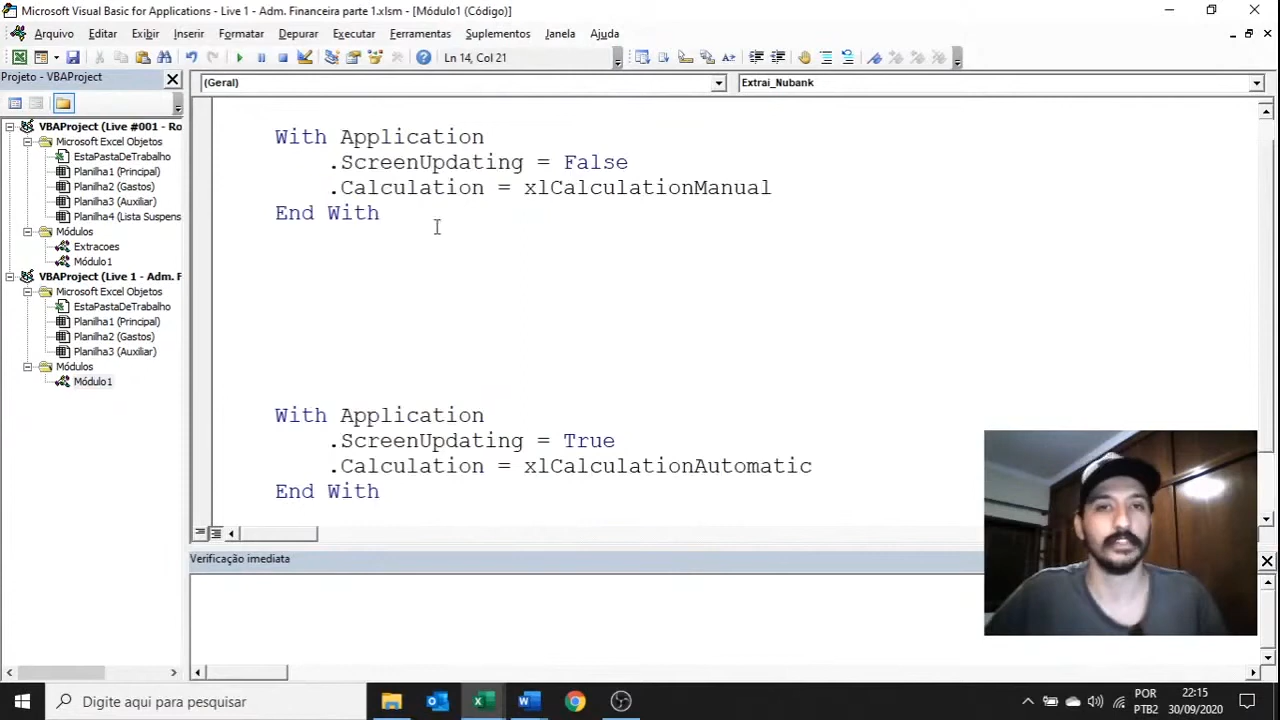 Microsoft Visual Basic for Applications - Live 1 - Adm. Financeira parte 1.xlsm - [Módulo1 (Código)]
Arquivo Editar Exibir Inserir Formatar Depurar Executar Ferramentas Suplementos Janela Ajuda
Ln 14, Col 21
Projeto - VBAProject
(Geral)
Extrai_Nubank
VBAProject (Live #001 - Ro
Microsoft Excel Objetos
EstaPastaDeTrabalho
Planilha1 (Principal)
Planilha2 (Gastos)
Planilha3 (Auxiliar)
Planilha4 (Lista Suspens
Módulos
Extracoes
Módulo1
VBAProject (Live 1 - Adm. F
Microsoft Excel Objetos
EstaPastaDeTrabalho
Planilha1 (Principal)
Planilha2 (Gastos)
Planilha3 (Auxiliar)
Módulos
Módulo1
With Application
.ScreenUpdating = False
.Calculation = xlCalculationManual
End With
With Application
.ScreenUpdating = True
.Calculation = xlCalculationAutomatic
End With
Verificação imediata
Digite aqui para pesquisar
POR
PTB2
22:15
30/09/2020